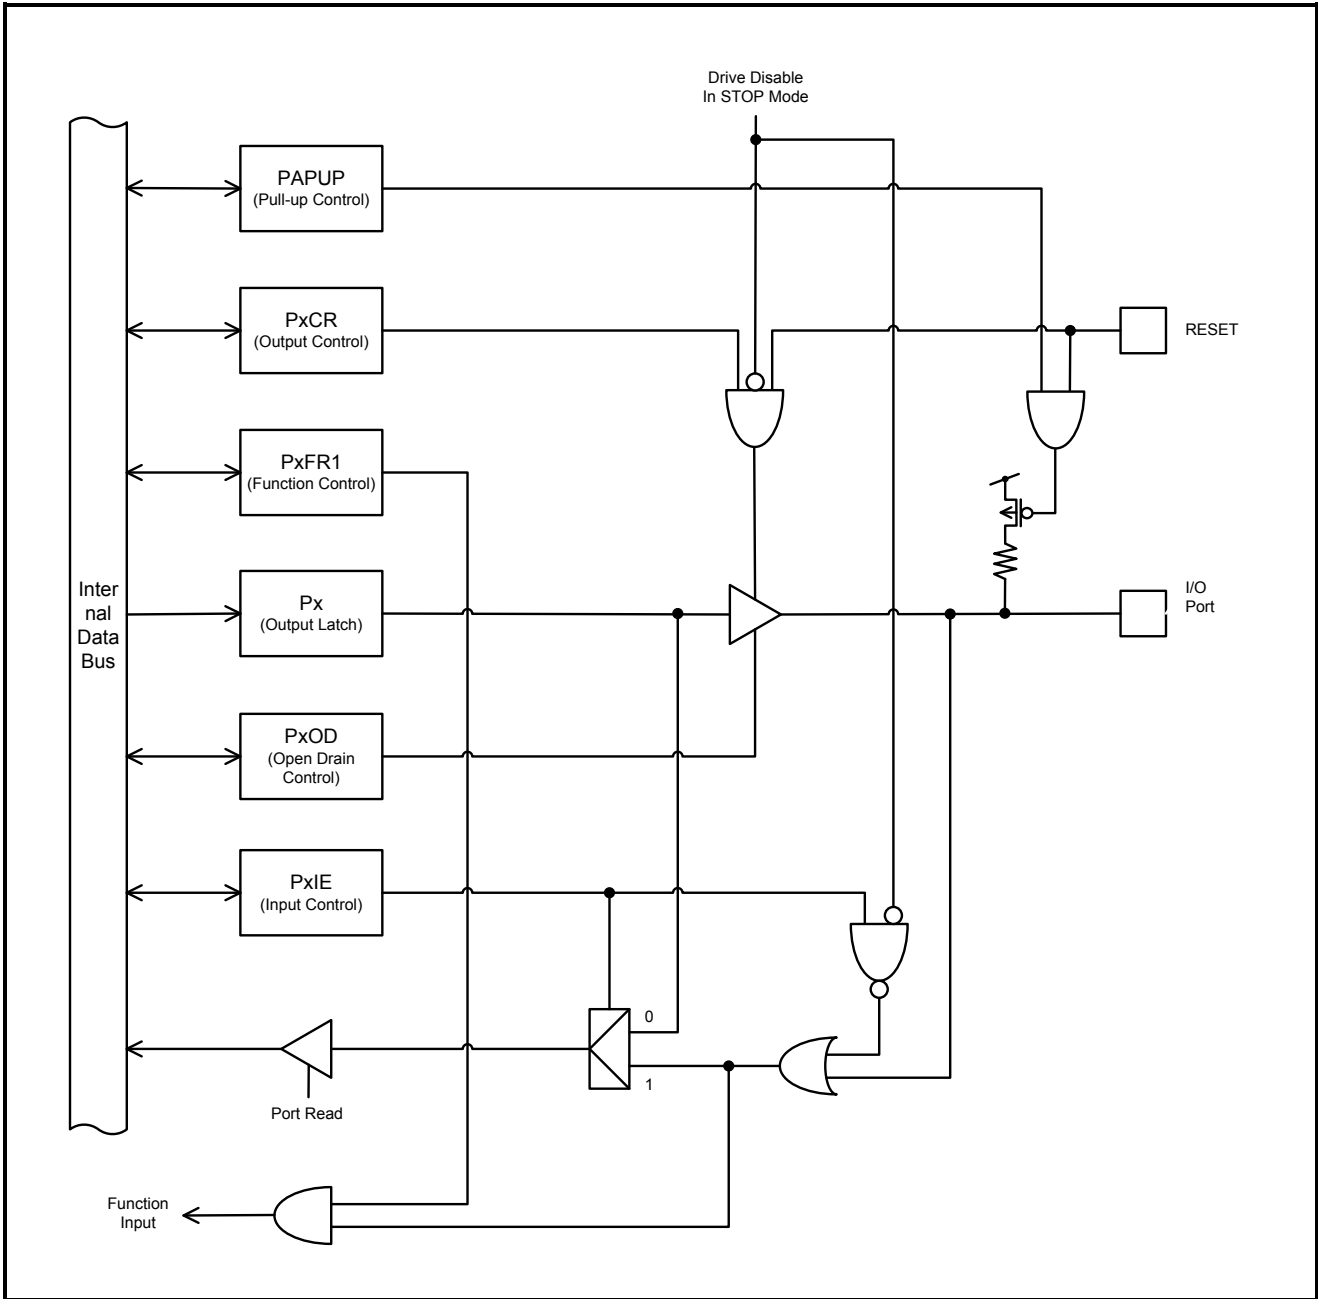 Drive Disable
In STOP Mode
PAPUP
(Pull-up Control)
PxCR
(Output Control)
RESET
PxFR1
(Function Control)
Inter
nal
Data
Bus
Px
(Output Latch)
I/O
Port
PxOD
(Open Drain
Control)
PxIE
(Input Control)
0
1
Port Read
Function
Input